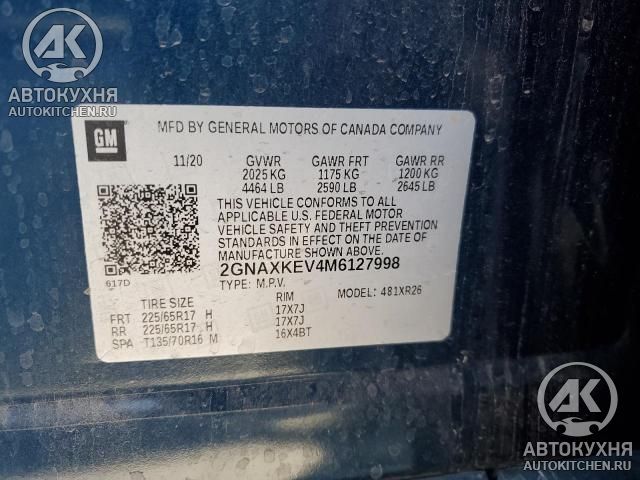 АК
АВТОКУХНЯ
AUTOKITCHEN.RU
GM
MFD BY GENERAL MOTORS OF CANADA COMPANY
11/20 GVWR GAWR FRT GAWR RR
2025 KG 1175 KG 1200 KG
4464 LB 2590 LB 2645 LB
THIS VEHICLE CONFORMS TO ALL
APPLICABLE U.S. FEDERAL MOTOR
VEHICLE SAFETY AND THEFT PREVENTION
STANDARDS IN EFFECT ON THE DATE OF
MANUFACTURE SHOWN ABOVE.
2GNAXKEV4M6127998
617D
TYPE: M.P.V. MODEL: 481XR26
TIRE SIZE RIM
FRT 225/65R17 H 17X7J
RR 225/65R17 H 17X7J
SPA T135/70R16 M 16X4BT
АК
АВТОКУХНЯ
AUTOKITCHEN.RU